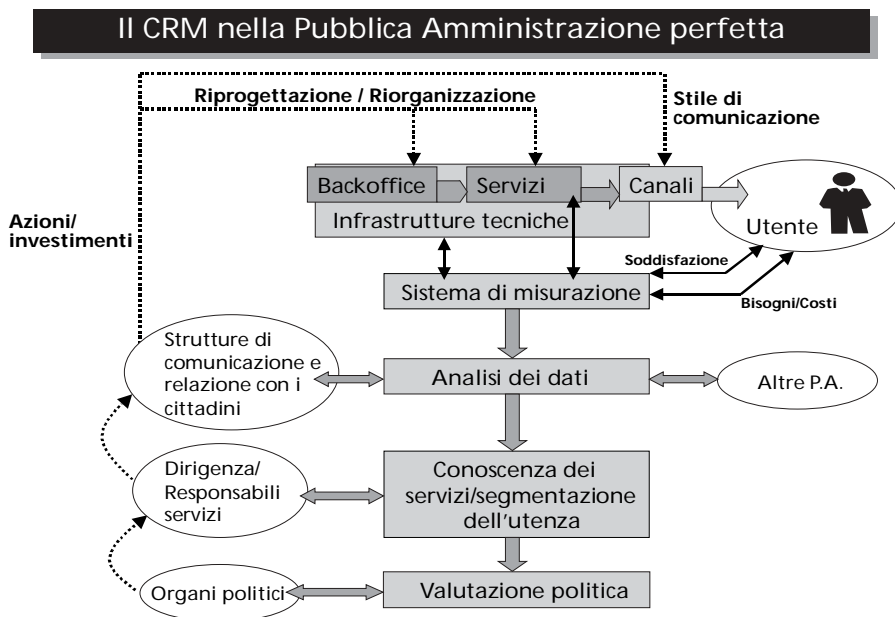 Il CRM nella Pubblica Amministrazione perfetta
Riprogettazione / Riorganizzazione
Stile di
comunicazione
Backoffice
Servizi
Canali
Infrastrutture tecniche
Utente
Azioni/
investimenti
Soddisfazione
Sistema di misurazione
Bisogni/Costi
Strutture di
comunicazione e
relazione con i
cittadini
Analisi dei dati
Altre P.A.
Dirigenza/
Responsabili
servizi
Conoscenza dei
servizi/segmentazione
dell'utenza
Organi politici
Valutazione politica